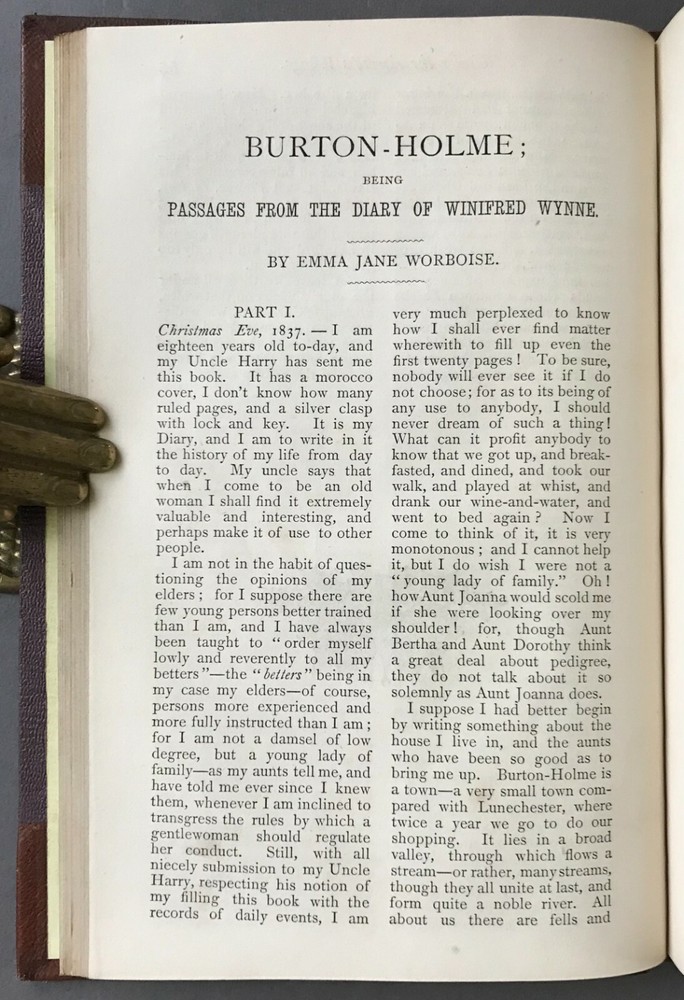 BURTON-HOLME;
BEING
PASSAGES FROM THE DIARY OF WINIFRED WYNNE.
BY EMMA JANE WORBOISE.
PART I.
Christmas Eve, 1837. — I am
eighteen years old to-day, and
my Uncle Harry has sent me
this book. It has a morocco
cover, I don't know how many
ruled pages, and a silver clasp
with lock and key. It is my
Diary, and I am to write in it
the history of my life from day
to day. My uncle says that
when I come to be an old
woman I shall find it extremely
valuable and interesting, and
perhaps make it of use to other
people.
I am not in the habit of ques-
tioning the opinions of my
elders; for I suppose there are
few young persons better trained
than I am, and I have always
been taught to "order myself
lowly and reverently to all my
betters"—the "betters" being in
my case my elders—of course,
persons more experienced and
more fully instructed than I am;
for I am not a damsel of low
degree, but a young lady of
family—as my aunts tell me, and
have told me ever since I knew
them, whenever I am inclined to
transgress the rules by which a
gentlewoman should regulate
her conduct. Still, with all
niecely submission to my Uncle
Harry, respecting his notion of
my filling this book with the
records of daily events, I am
very much perplexed to know
how I shall ever find matter
wherewith to fill up even the
first twenty pages! To be sure,
nobody will ever see it if I do
not choose; for as to its being of
any use to anybody, I should
never dream of such a thing!
What can it profit anybody to
know that we got up, and break-
fasted, and dined, and took our
walk, and played at whist, and
drank our wine-and-water, and
went to bed again? Now I
come to think of it, it is very
monotonous; and I cannot help
it, but I do wish I were not a
"young lady of family." Oh!
how Aunt Joanna would scold me
if she were looking over my
shoulder! for, though Aunt
Bertha and Aunt Dorothy think
a great deal about pedigree,
they do not talk about it so
solemnly as Aunt Joanna does.
I suppose I had better begin
by writing something about the
house I live in, and the aunts
who have been so good as to
bring me up. Burton-Holme is
a town—a very small town com-
pared with Lunechester, where
twice a year we go to do our
shopping. It lies in a broad
valley, through which flows a
stream—or rather, many streams,
though they all unite at last, and
form quite a noble river. All
about us there are fells and